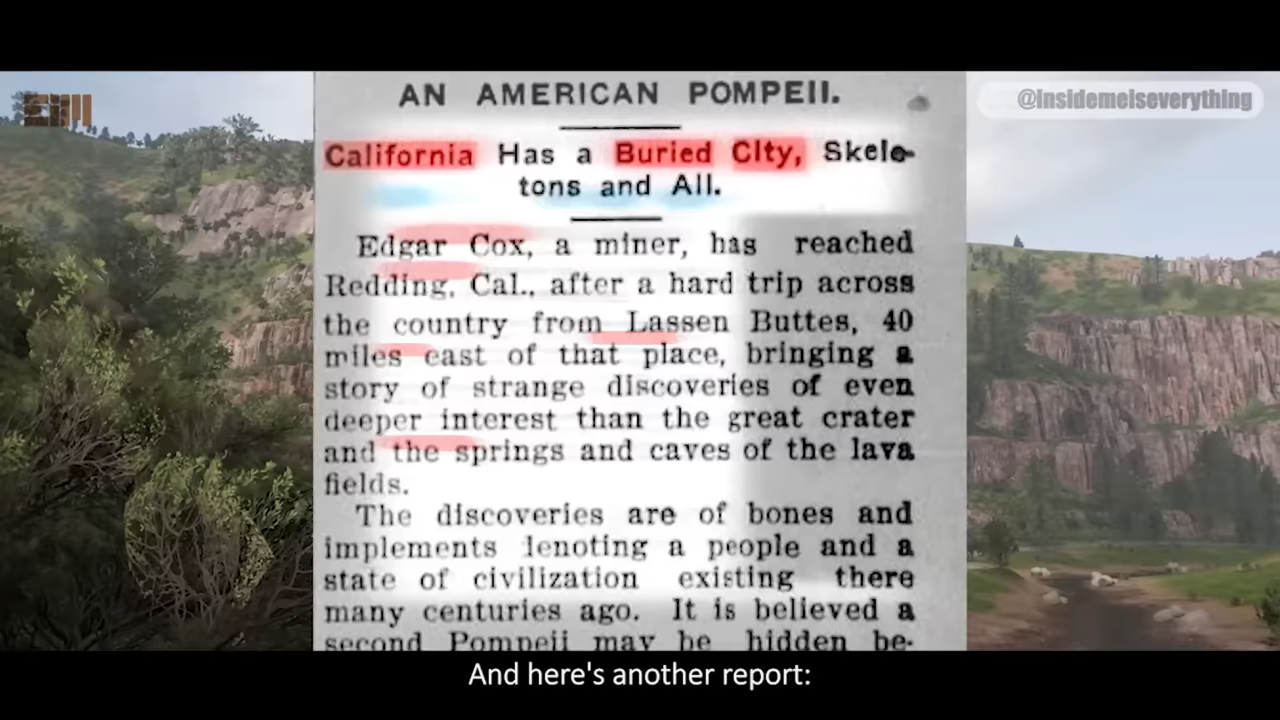 EIM
@Insidemeiseverything
AN AMERICAN POMPEII.
California Has a Buried City, Skele-
tons and All.
Edgar Cox, a miner, has reached
Redding, Cal., after a hard trip across
the country from Lassen Buttes, 40
miles east of that place, bringing a
story of strange discoveries of even
deeper interest than the great crater
and the springs and caves of the lava
fields.
The discoveries are of bones and
implements denoting a people and a
state of civilization existing there
many centuries ago. It is believed a
second Pompeii may be hidden be-
And here's another report: